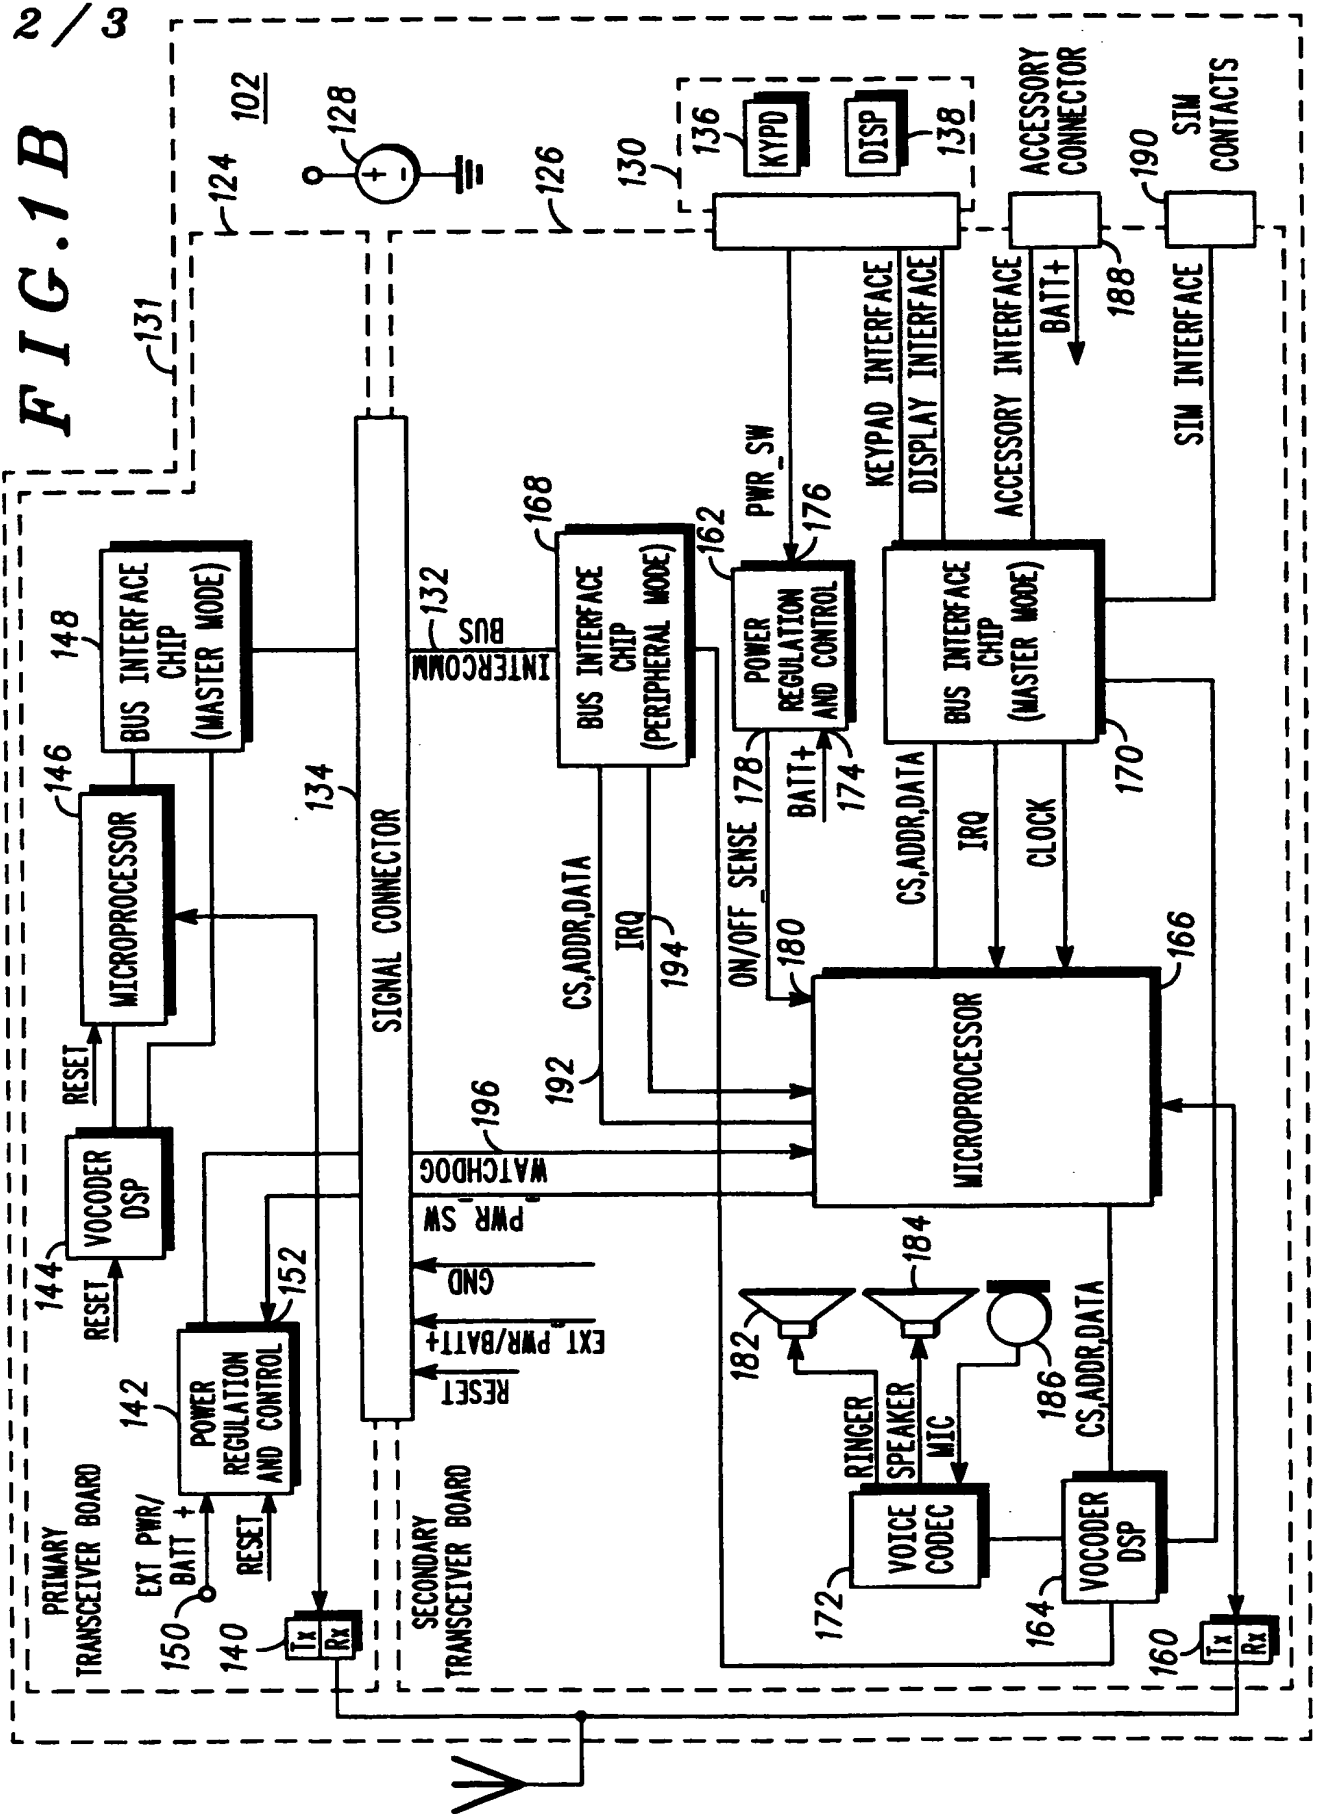 2 / 3
FIG.1B
102
128
131
124
126
130
136
KYPD
DISP
138
ACCESSORY
CONNECTOR
188
190
SIM
CONTACTS
PRIMARY
TRANSCEIVER BOARD
EXT PWR/
BATT +
150
RESET
142
POWER
REGULATION
AND CONTROL
152
140
Tx
Rx
144
RESET
VOCODER
DSP
RESET
146
MICROPROCESSOR
148
BUS INTERFACE
CHIP
(MASTER MODE)
134
SIGNAL CONNECTOR
SECONDARY
TRANSCEIVER BOARD
RESET
EXT_PWR/BATT+
GND
PWR_SW
WATCHDOG
196
INTERCOMM
BUS
132
168
BUS INTERFACE
CHIP
(PERIPHERAL MODE)
CS,ADDR,DATA
192
IRQ
194
162
POWER
REGULATION
AND CONTROL
176
PWR_SW
178
ON/OFF_SENSE
BATT+
174
180
KEYPAD INTERFACE
DISPLAY INTERFACE
ACCESSORY INTERFACE
BATT+
SIM INTERFACE
BUS INTERFACE
CHIP
(MASTER MODE)
170
CS,ADDR,DATA
IRQ
CLOCK
MICROPROCESSOR
166
182
184
186
RINGER
SPEAKER
MIC
CS,ADDR,DATA
172
VOICE
CODEC
164
VOCODER
DSP
160
Tx
Rx